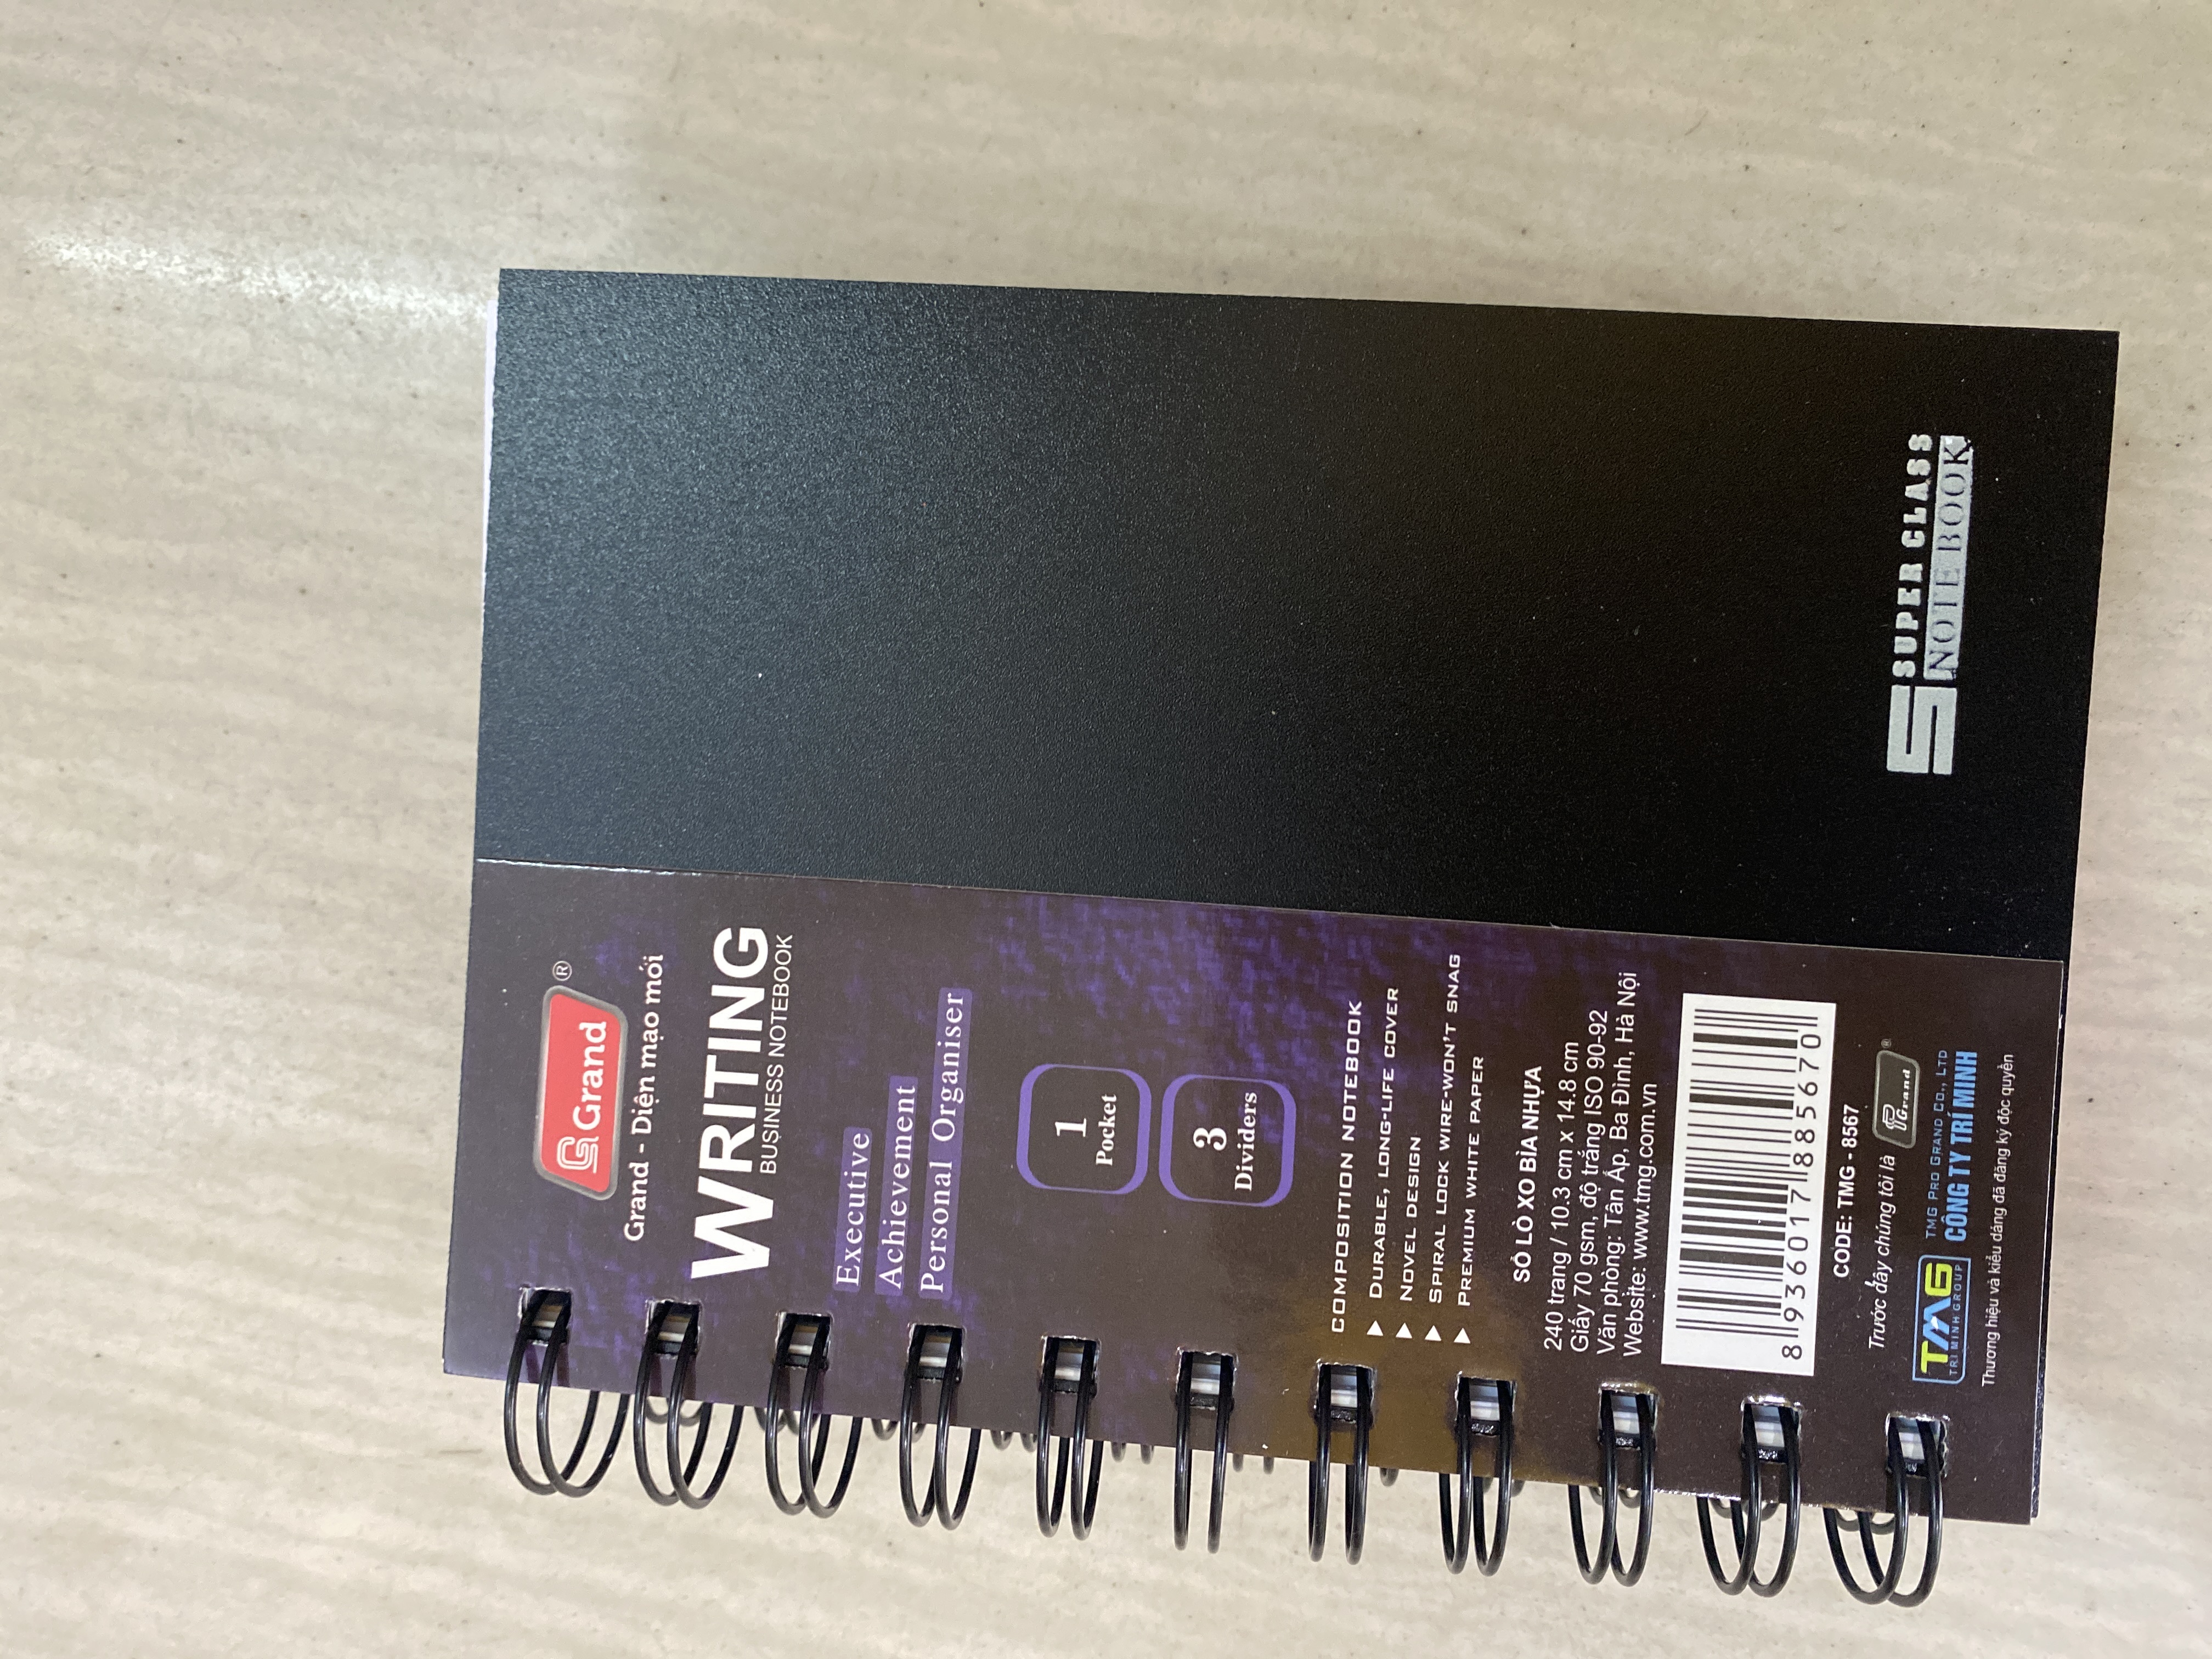 Grand ®
Grand - Diện mạo mới
WRITING
BUSINESS NOTEBOOK
Executive
Achievement
Personal Organiser
1
Pocket
3
Dividers
COMPOSITION NOTEBOOK
▶ DURABLE, LONG-LIFE COVER
▶ NOVEL DESIGN
▶ SPIRAL LOCK WIRE-WON'T SNAG
▶ PREMIUM WHITE PAPER
SỔ LÒ XO BÌA NHỰA
240 trang / 10.3 cm x 14.8 cm
Giấy 70 gsm, độ trắng ISO 90-92
Văn phòng: Tân Ấp, Ba Đình, Hà Nội
Website: www.tmg.com.vn
8 936017 885670
CODE: TMG - 8567
Trước đây chúng tôi là Grand ®
TMG TMG PRO GRAND CO., LTD
TRI MINH GROUP CÔNG TY TRÍ MINH
Thương hiệu và kiểu dáng đã đăng ký độc quyền
SUPER CLASS
NOTE BOOK